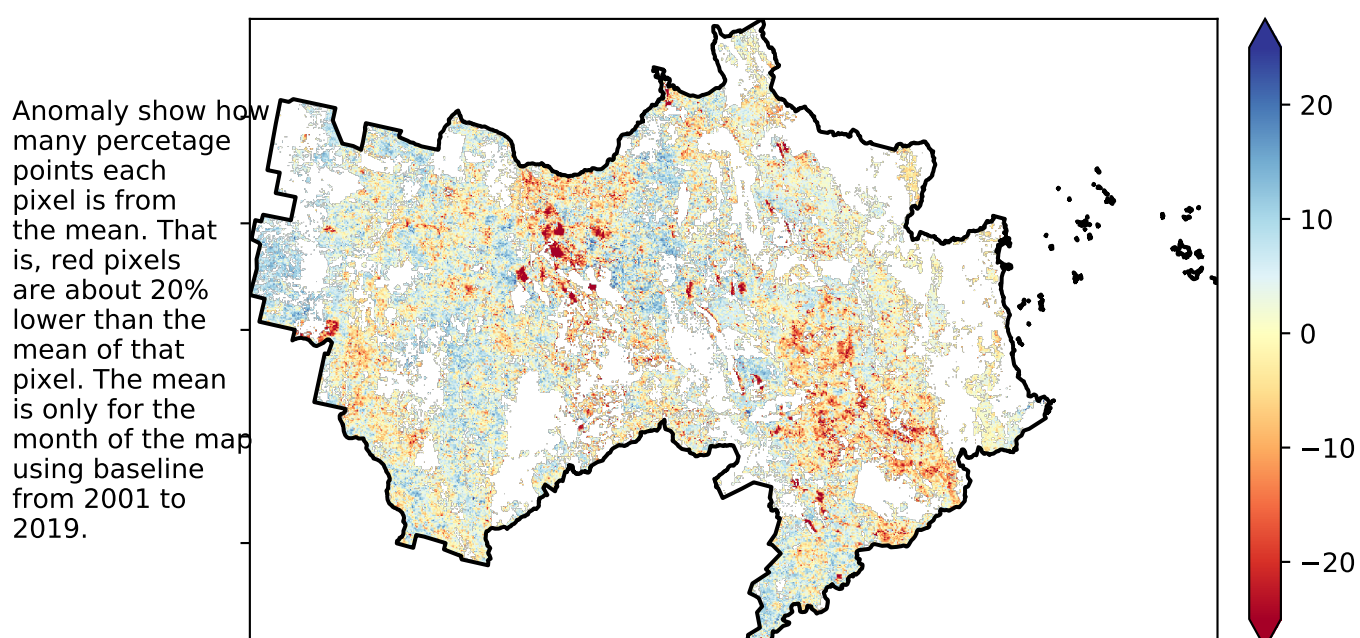 Anomaly show how
many percetage
points each
pixel is from
the mean. That
is, red pixels
are about 20%
lower than the
mean of that
pixel. The mean
is only for the
month of the map
using baseline
from 2001 to
2019.
20
10
0
−10
−20